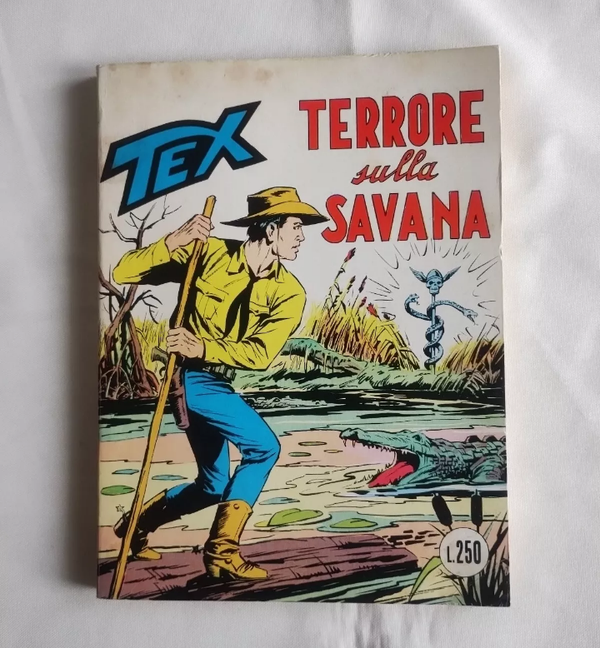 TEX
TERRORE
sulla
SAVANA
L.250